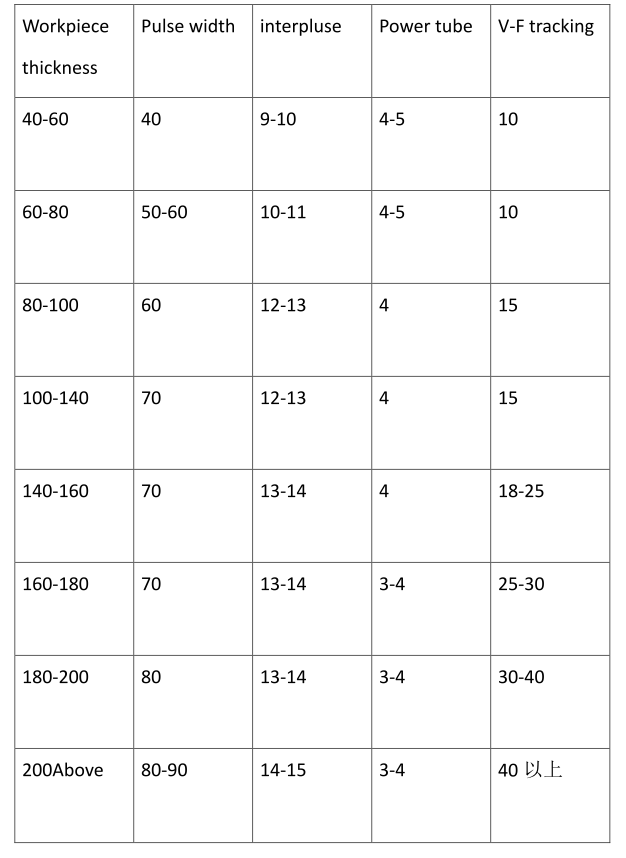 Workpiece thickness Pulse width interpluse Power tube V-F tracking
40-60 40 9-10 4-5 10
60-80 50-60 10-11 4-5 10
80-100 60 12-13 4 15
100-140 70 12-13 4 15
140-160 70 13-14 4 18-25
160-180 70 13-14 3-4 25-30
180-200 80 13-14 3-4 30-40
200Above 80-90 14-15 3-4 40 以上